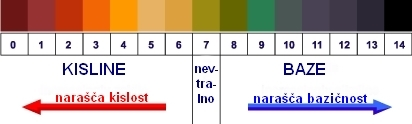 0 1 2 3 4 5 6 7 8 9 10 11 12 13 14
KISLINE nev- BAZE
narašča kislost tra- narašča bazičnost
lno